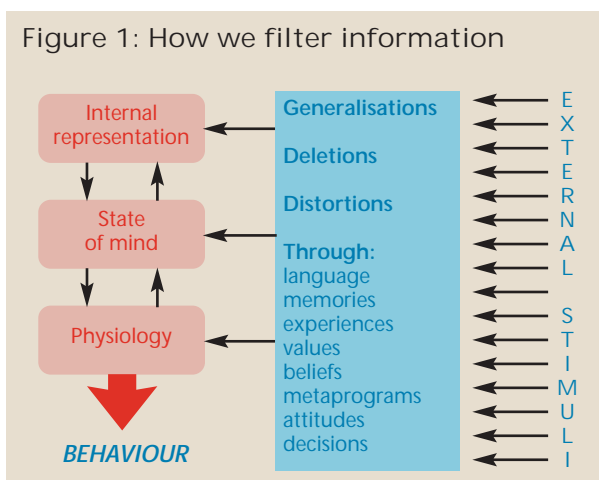 Figure 1: How we filter information
Internal
representation
State
of mind
Physiology
BEHAVIOUR
Generalisations
Deletions
Distortions
Through:
language
memories
experiences
values
beliefs
metaprograms
attitudes
decisions
E
X
T
E
R
N
A
L
S
T
I
M
U
L
I